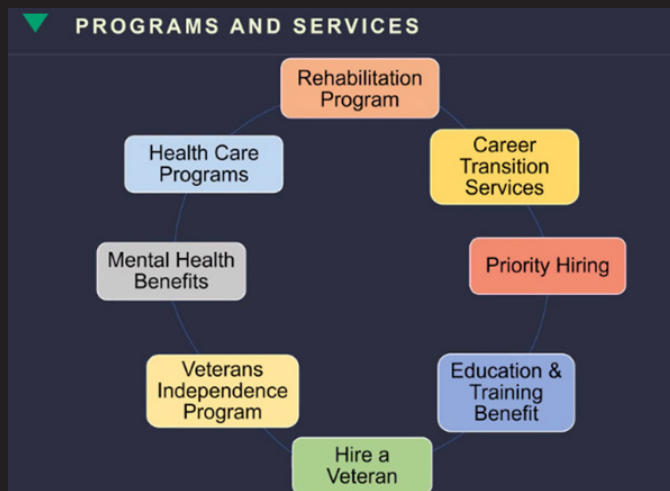 PROGRAMS AND SERVICES
Rehabilitation
Program
Career
Transition
Services
Priority Hiring
Education &
Training
Benefit
Hire a
Veteran
Veterans
Independence
Program
Mental Health
Benefits
Health Care
Programs